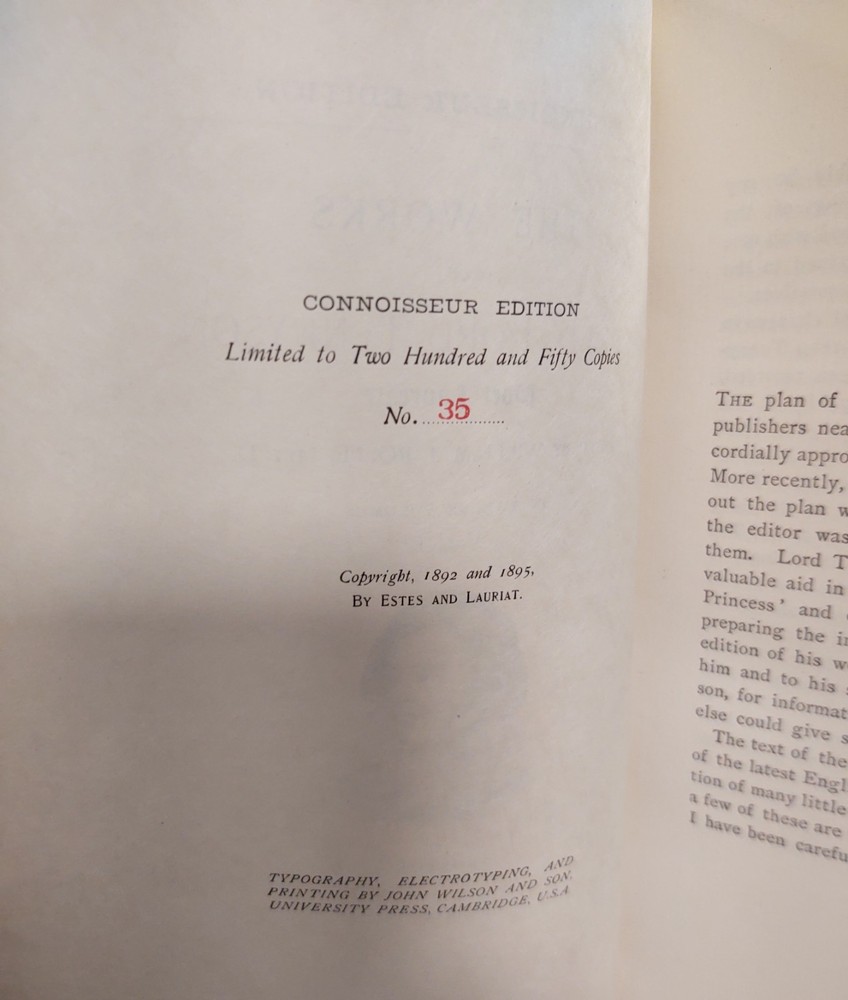 CONNOISSEUR EDITION
Limited to Two Hundred and Fifty Copies
No. 35
Copyright, 1892 and 1895,
BY ESTES AND LAURIAT.
TYPOGRAPHY, ELECTROTYPING, AND
PRINTING BY JOHN WILSON AND SON.
UNIVERSITY PRESS, CAMBRIDGE, U.S.A.
THE plan of
publishers nea
cordially appro
More recently,
out the plan w
the editor was
them. Lord T
valuable aid in
Princess' and
preparing the in
edition of his w
him and to his
son, for informat
else could give s
The text of the
of the latest Engl
tion of many little
a few of these are
I have been carefu